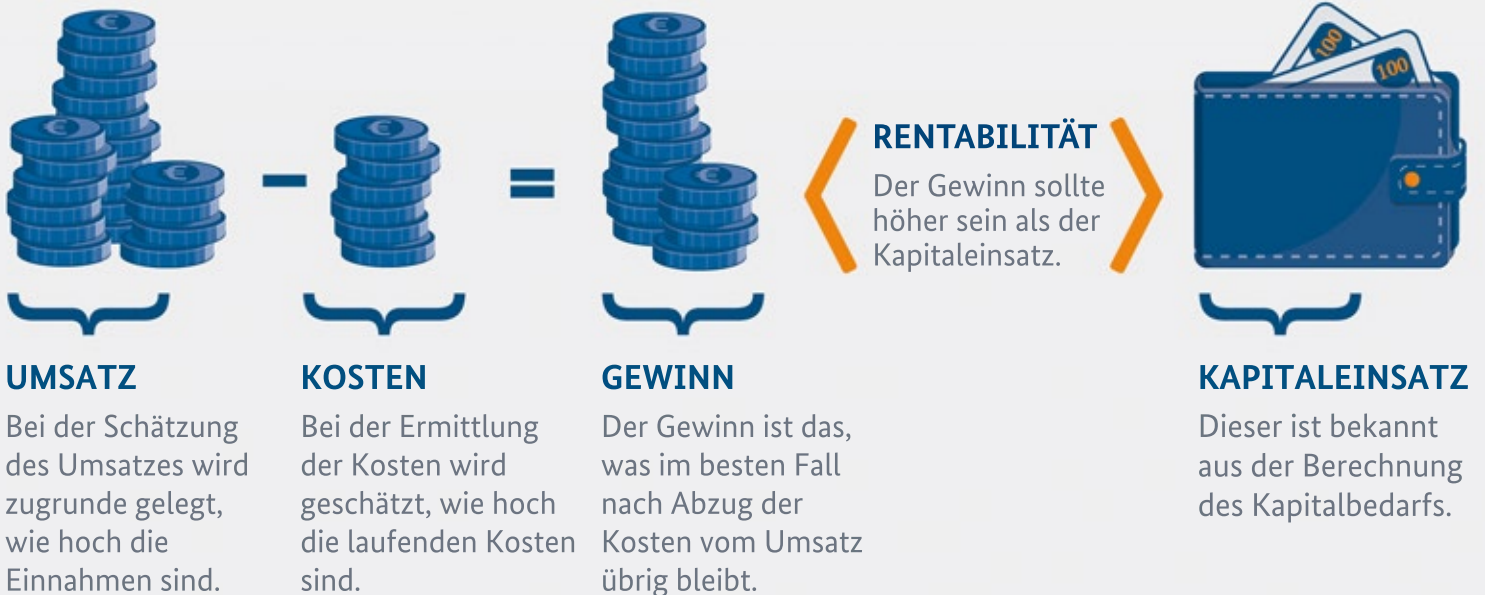 100
100
RENTABILITÄT
Der Gewinn sollte
höher sein als der
Kapitaleinsatz.
UMSATZ
Bei der Schätzung
des Umsatzes wird
zugrunde gelegt,
wie hoch die
Einnahmen sind.
KOSTEN
Bei der Ermittlung
der Kosten wird
geschätzt, wie hoch
die laufenden Kosten
sind.
GEWINN
Der Gewinn ist das,
was im besten Fall
nach Abzug der
Kosten vom Umsatz
übrig bleibt.
KAPITALEINSATZ
Dieser ist bekannt
aus der Berechnung
des Kapitalbedarfs.